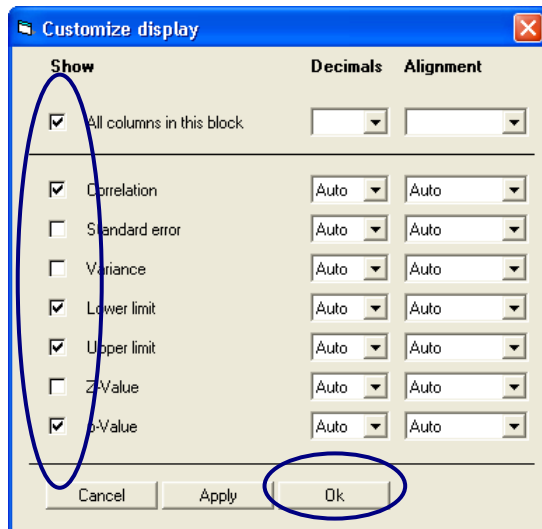 Customize display
Show Decimals Alignment
All columns in this block
Correlation Auto Auto
Standard error Auto Auto
Variance Auto Auto
Lower limit Auto Auto
Upper limit Auto Auto
Z-Value Auto Auto
p-Value Auto Auto
Cancel Apply Ok